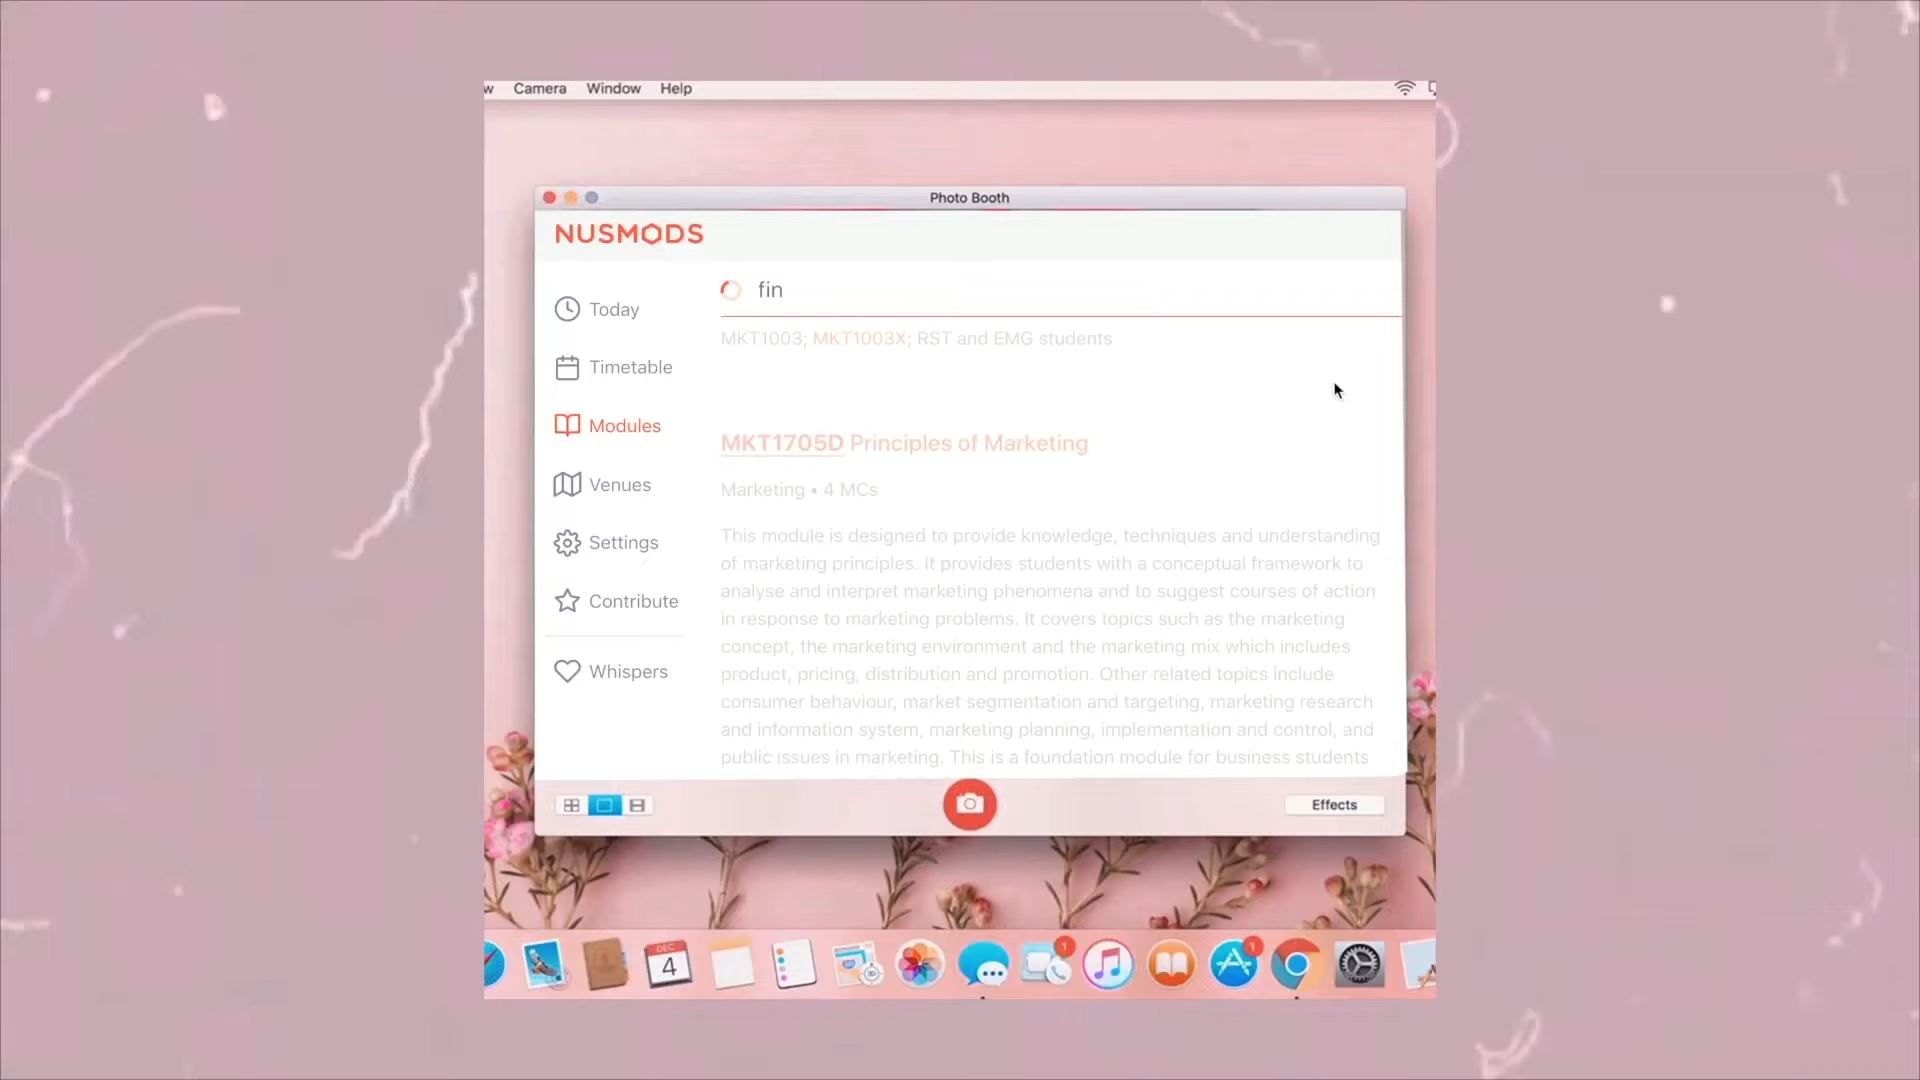 w Camera Window Help
Photo Booth
NUSMODS
fin
Today
Timetable
Modules
Venues
Settings
Contribute
Whispers
MKT1003; MKT1003X; RST and EMG students
MKT1705D Principles of Marketing
Marketing • 4 MCs
This module is designed to provide knowledge, techniques and understanding
of marketing principles. It provides students with a conceptual framework to
analyse and interpret marketing phenomena and to suggest courses of action
in response to marketing problems. It covers topics such as the marketing
concept, the marketing environment and the marketing mix which includes
product, pricing, distribution and promotion. Other related topics include
consumer behaviour, market segmentation and targeting, marketing research
and information system, marketing planning, implementation and control, and
public issues in marketing. This is a foundation module for business students
Effects
DEC
4
1
1